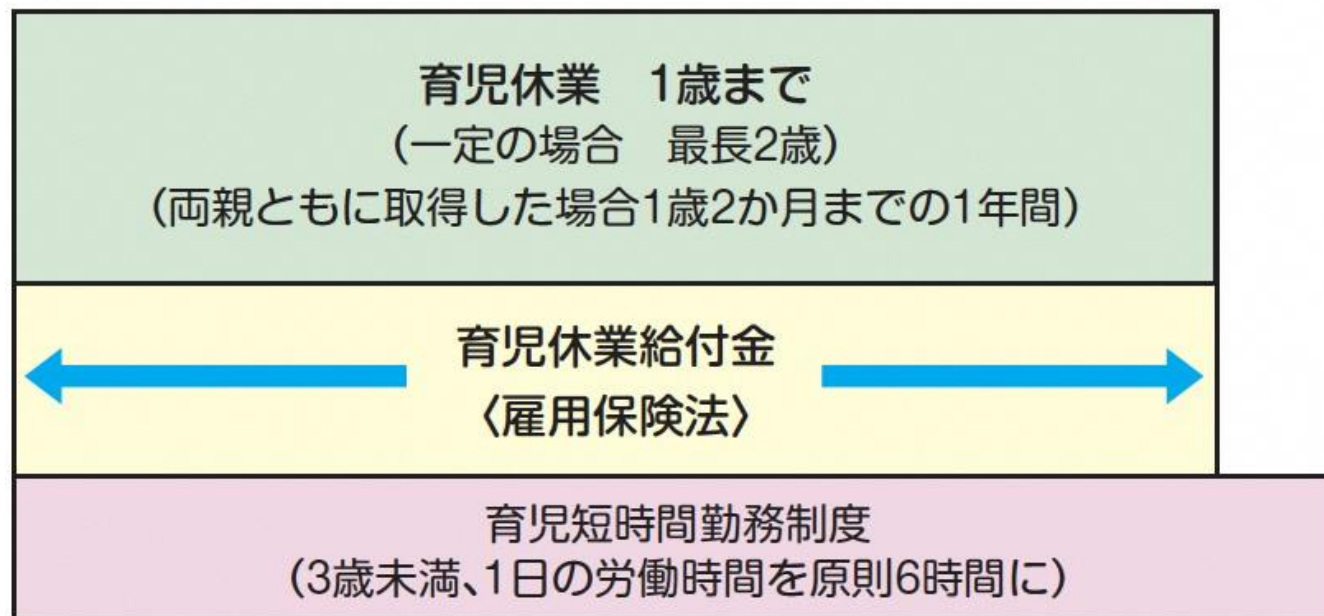 育児休業　1歳まで
（一定の場合　最長2歳）
（両親ともに取得した場合1歳2か月までの1年間）
育児休業給付金
〈雇用保険法〉
育児短時間勤務制度
（3歳未満、1日の労働時間を原則6時間に）